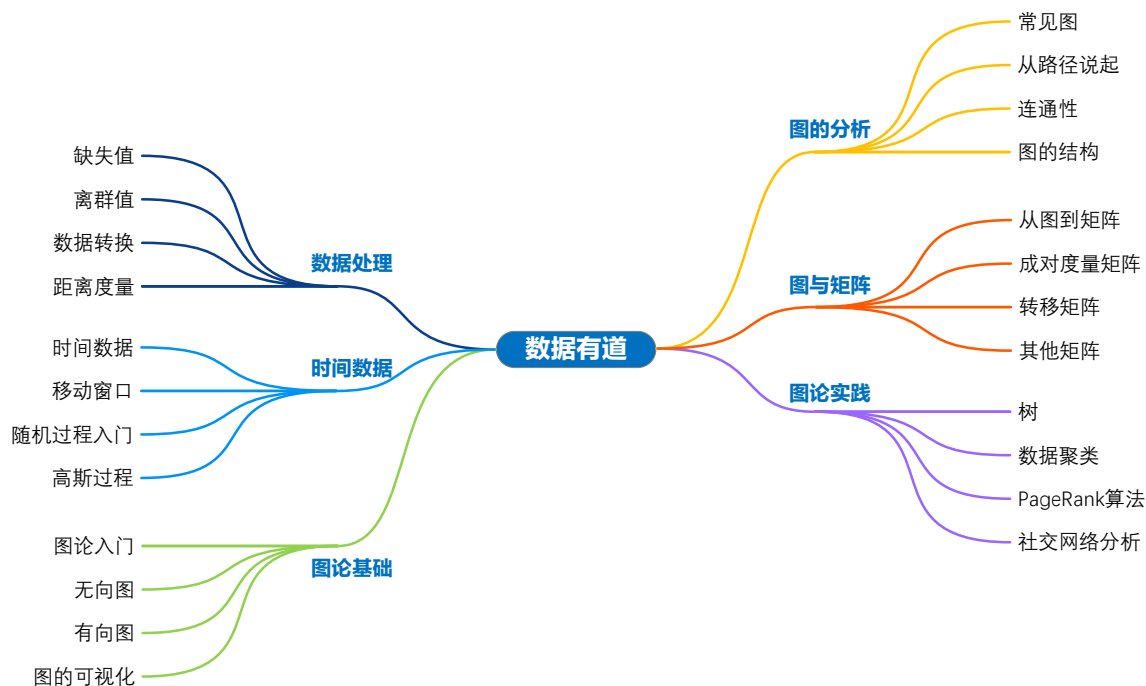 数据有道
数据处理
缺失值
离群值
数据转换
距离度量
时间数据
时间数据
移动窗口
随机过程入门
高斯过程
图论基础
图论入门
无向图
有向图
图的可视化
图的分析
常见图
从路径说起
连通性
图的结构
图与矩阵
从图到矩阵
成对度量矩阵
转移矩阵
其他矩阵
图论实践
树
数据聚类
PageRank算法
社交网络分析